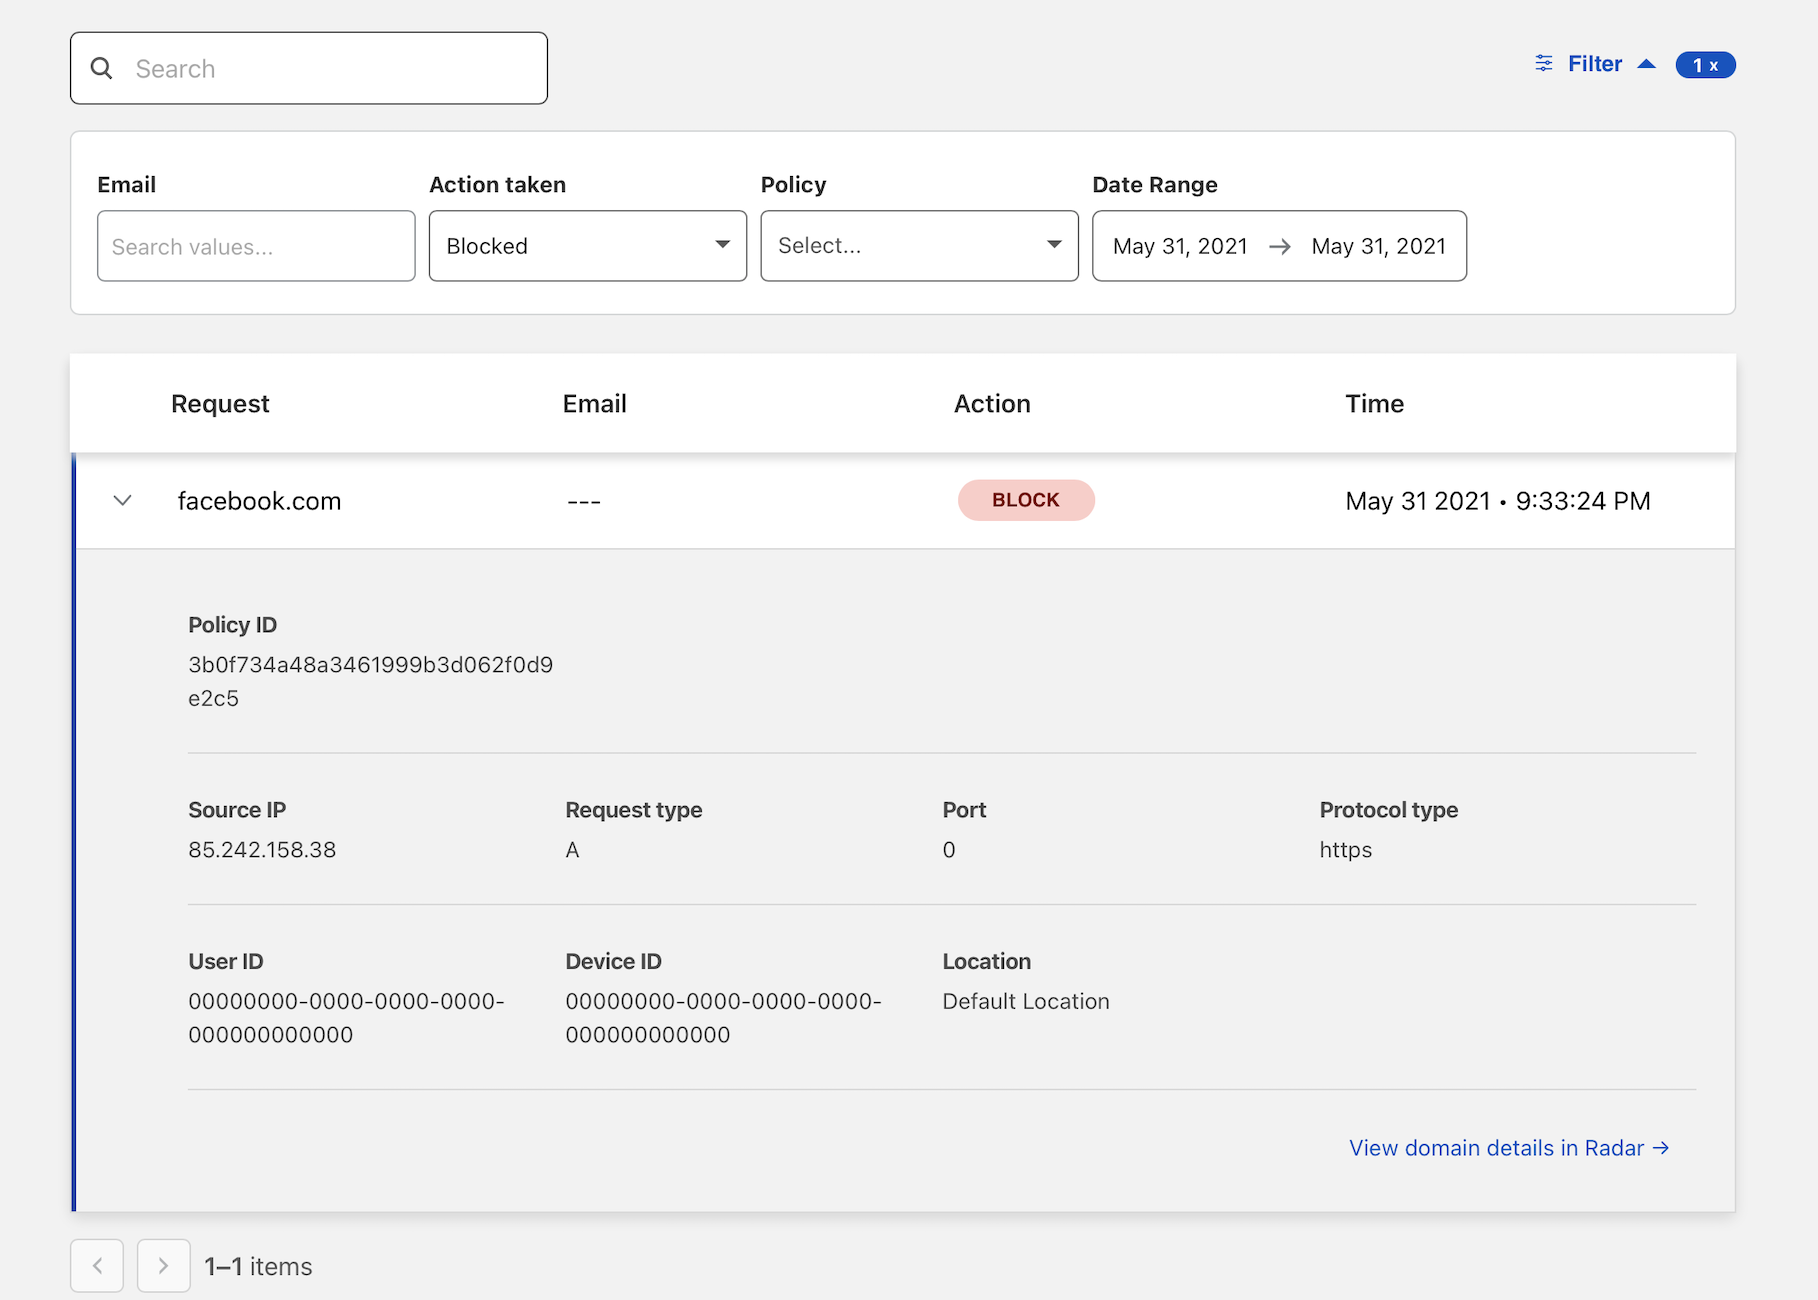 Search
Filter 1 x
Email Action taken Policy Date Range
Search values... Blocked Select... May 31, 2021 → May 31, 2021
Request Email Action Time
facebook.com --- BLOCK May 31 2021 • 9:33:24 PM
Policy ID
3b0f734a48a3461999b3d062f0d9
e2c5
Source IP Request type Port Protocol type
85.242.158.38 A 0 https
User ID Device ID Location
00000000-0000-0000-0000- 00000000-0000-0000-0000- Default Location
000000000000 000000000000
View domain details in Radar →
1–1 items